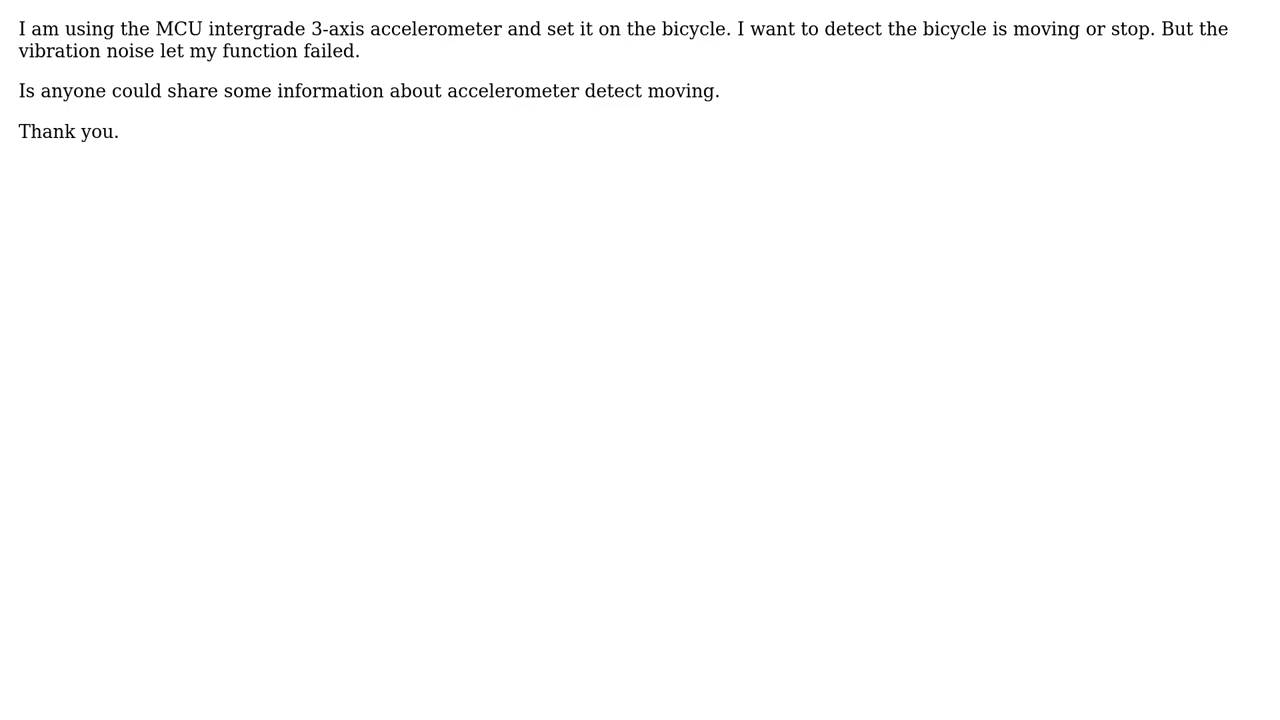 I am using the MCU intergrade 3-axis accelerometer and set it on the bicycle. I want to detect the bicycle is moving or stop. But the
vibration noise let my function failed.
Is anyone could share some information about accelerometer detect moving.
Thank you.